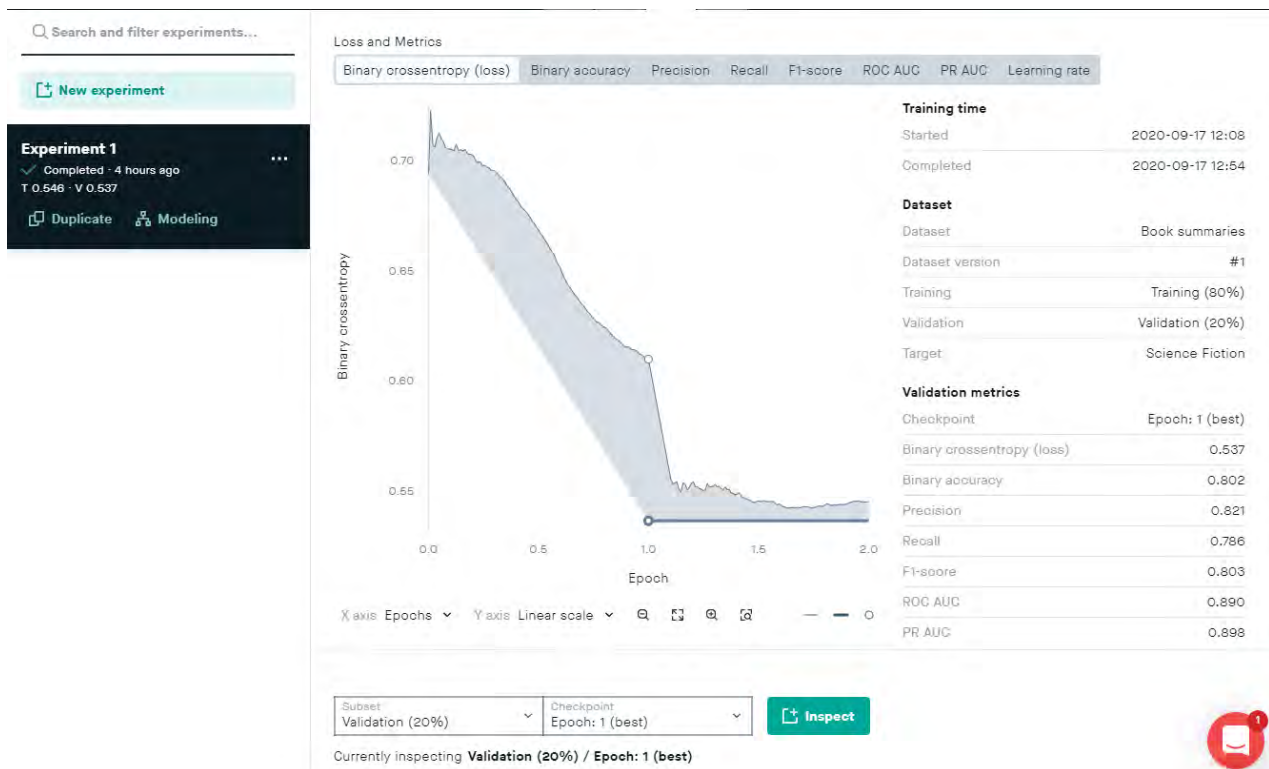 Search and filter experiments...
New experiment
Experiment 1
Completed · 4 hours ago
T 0.546 · V 0.537
Duplicate Modeling
Loss and Metrics
Binary crossentropy (loss) Binary accuracy Precision Recall F1-score ROC AUC PR AUC Learning rate
Binary crossentropy
0.70
0.65
0.60
0.55
0.0 0.5 1.0 1.5 2.0
Epoch
X axis Epochs Y axis Linear scale
Training time
Started 2020-09-17 12:08
Completed 2020-09-17 12:54
Dataset
Dataset Book summaries
Dataset version #1
Training Training (80%)
Validation Validation (20%)
Target Science Fiction
Validation metrics
Checkpoint Epoch: 1 (best)
Binary crossentropy (loss) 0.537
Binary accuracy 0.802
Precision 0.821
Recall 0.786
F1-score 0.803
ROC AUC 0.890
PR AUC 0.898
Subset
Validation (20%)
Checkpoint
Epoch: 1 (best)
Inspect
Currently inspecting Validation (20%) / Epoch: 1 (best)
1